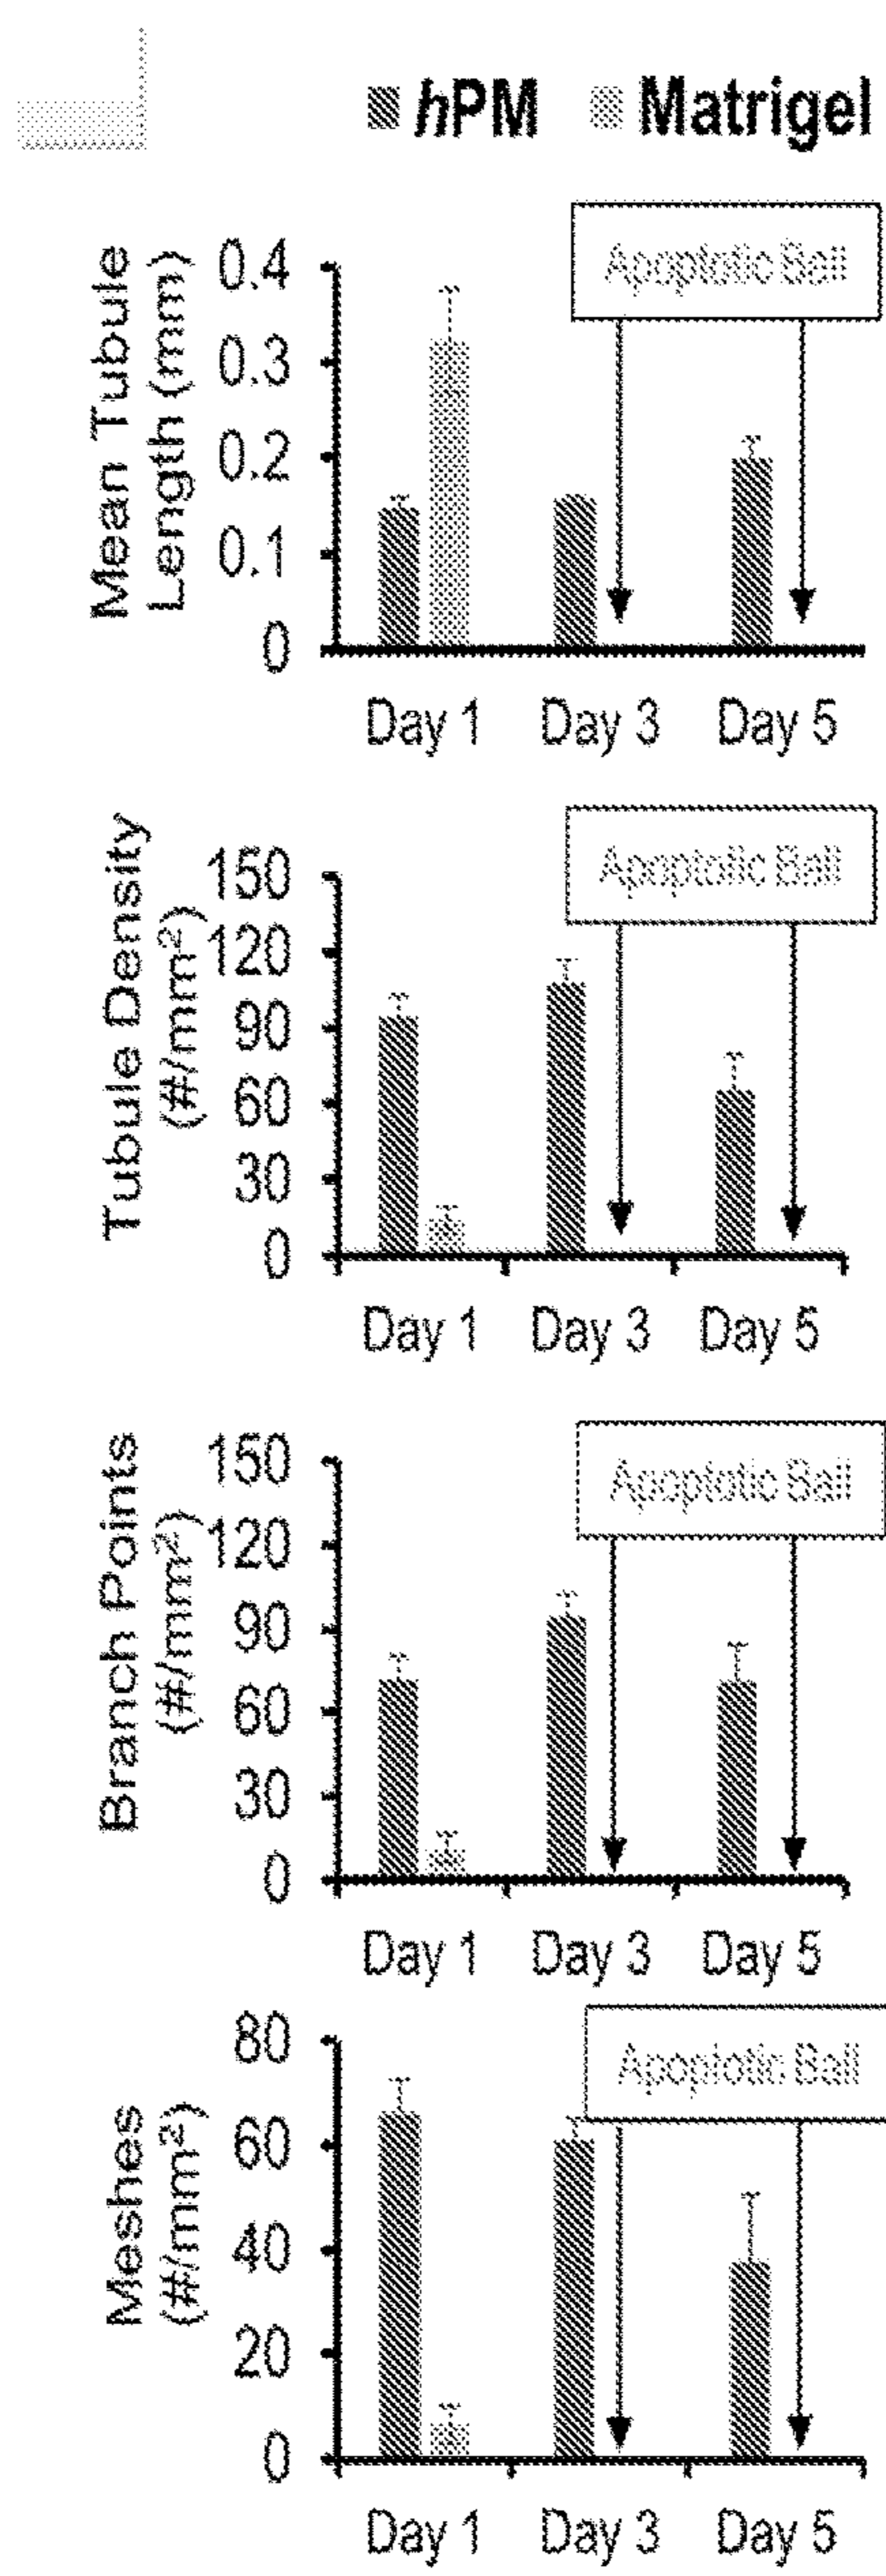 hPM Matrigel
Mean Tubule
Length (mm)
0.4
0.3
0.2
0.1
0
Apoptotic Ball
Day 1 Day 3 Day 5
Tubule Density
(#/mm²)
150
120
90
60
30
0
Apoptotic Ball
Day 1 Day 3 Day 5
Branch Points
(#/mm²)
150
120
90
60
30
0
Apoptotic Ball
Day 1 Day 3 Day 5
Meshes
(#/mm²)
80
60
40
20
0
Apoptotic Ball
Day 1 Day 3 Day 5